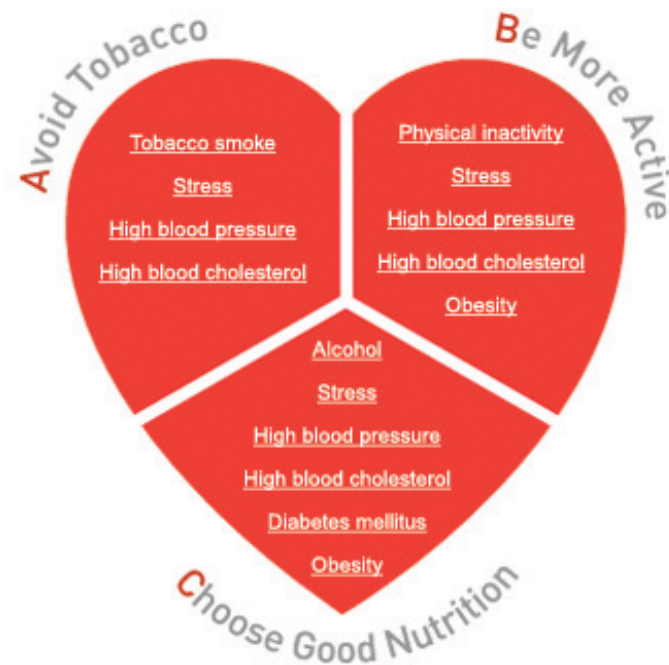 Avoid Tobacco
Tobacco smoke
Stress
High blood pressure
High blood cholesterol
Be More Active
Physical inactivity
Stress
High blood pressure
High blood cholesterol
Obesity
Alcohol
Stress
High blood pressure
High blood cholesterol
Diabetes mellitus
Obesity
Choose Good Nutrition